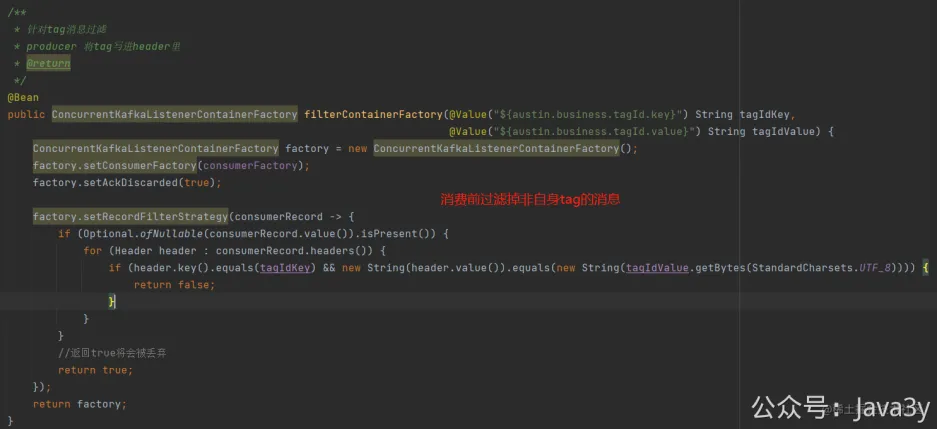 /**
 * 针对tag消息过滤
 * producer 将tag写进header里
 * @return
 */
@Bean
public ConcurrentKafkaListenerContainerFactory filterContainerFactory(@Value("${austin.business.tagId.key}") String tagIdKey,
@Value("${austin.business.tagId.value}") String tagIdValue) {
ConcurrentKafkaListenerContainerFactory factory = new ConcurrentKafkaListenerContainerFactory();
factory.setConsumerFactory(consumerFactory);
factory.setAckDiscarded(true);
消费前过滤掉非自身tag的消息
factory.setRecordFilterStrategy(consumerRecord -> {
if (Optional.ofNullable(consumerRecord.value()).isPresent()) {
for (Header header : consumerRecord.headers()) {
if (header.key().equals(tagIdKey) && new String(header.value()).equals(new String(tagIdValue.getBytes(StandardCharsets.UTF_8)))) {
return false;
}
}
}
//返回true将会被丢弃
return true;
});
return factory;
}
公众号：Java3y